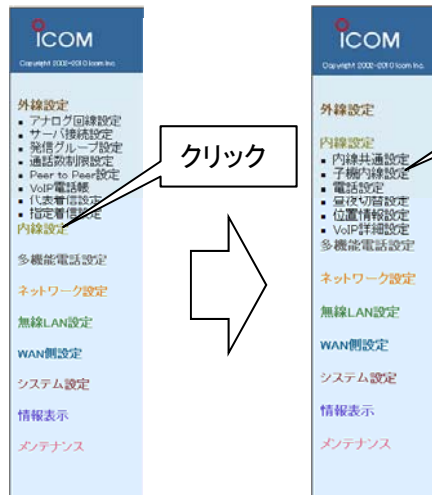 ICOM
Copyright 2002-2010 Icom Inc.
外線設定
アナログ回線設定
サーバ接続設定
発信グループ設定
通話数制限設定
Peer to Peer設定
VoIP電話帳
代表着信設定
指定着信設定
内線設定
多機能電話設定
ネットワーク設定
無線LAN設定
WAN側設定
システム設定
情報表示
メンテナンス
クリック
ICOM
Copyright 2002-2010 Icom Inc.
外線設定
内線設定
内線共通設定
子機内線設定
電話設定
昼夜切替設定
位置情報設定
VoIP詳細設定
多機能電話設定
ネットワーク設定
無線LAN設定
WAN側設定
システム設定
情報表示
メンテナンス